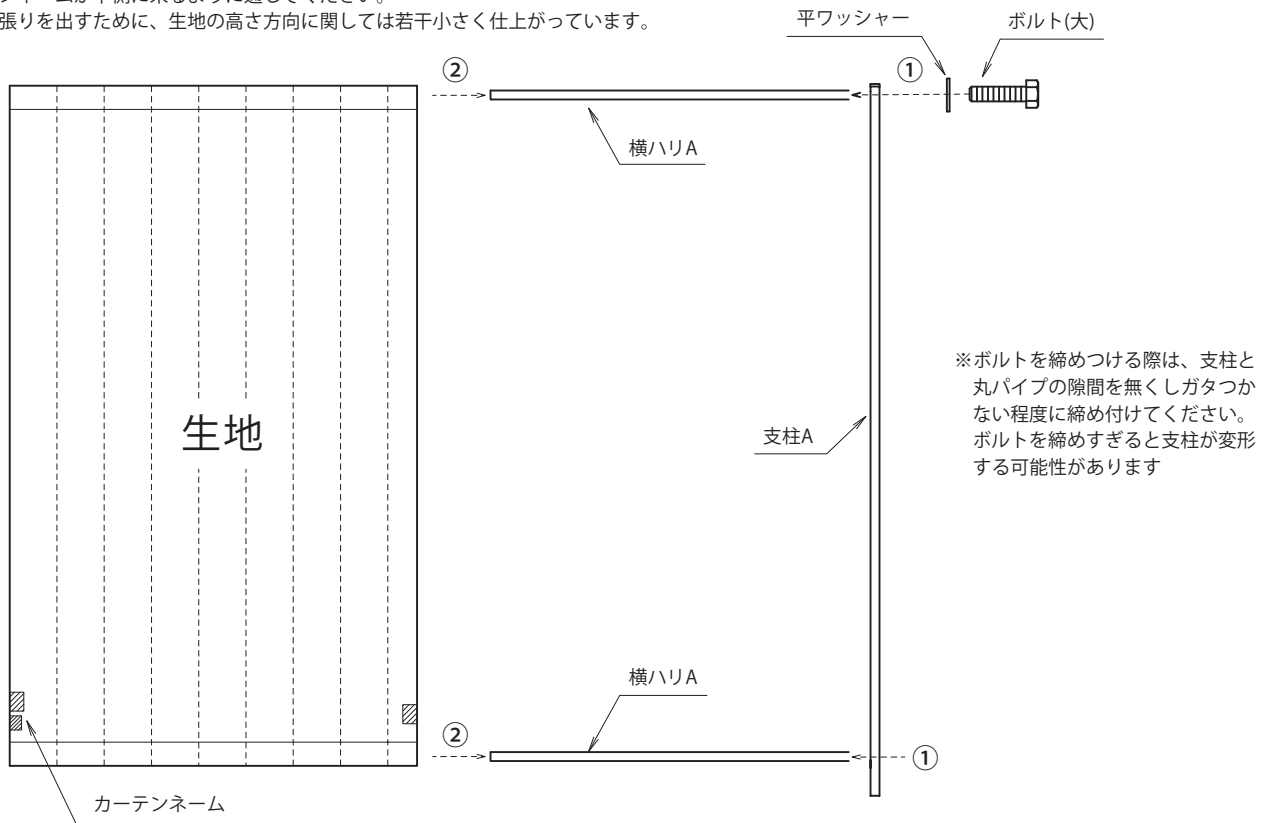 張りを出すために、生地の高さ方向に関しては若干小さく仕上がっています。
平ワッシャー
ボルト(大)
②
①
横ハリA
生地
支柱A
※ボルトを締めつける際は、支柱と
丸パイプの隙間を無くしガタつか
ない程度に締め付けてください。
ボルトを締めすぎると支柱が変形
する可能性があります
横ハリA
②
①
カーテンネーム